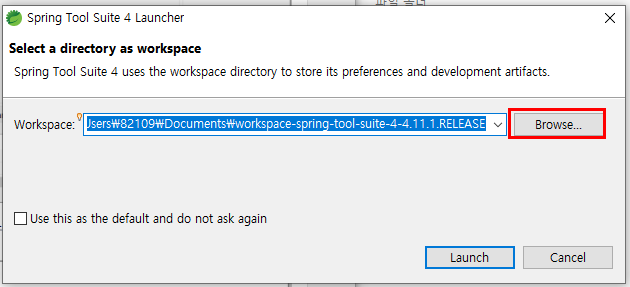 Spring Tool Suite 4 Launcher
Select a directory as workspace
Spring Tool Suite 4 uses the workspace directory to store its preferences and development artifacts.
Workspace: Jsers₩82109₩Documents₩workspace-spring-tool-suite-4-4.11.1.RELEASE Browse...
Use this as the default and do not ask again
Launch Cancel